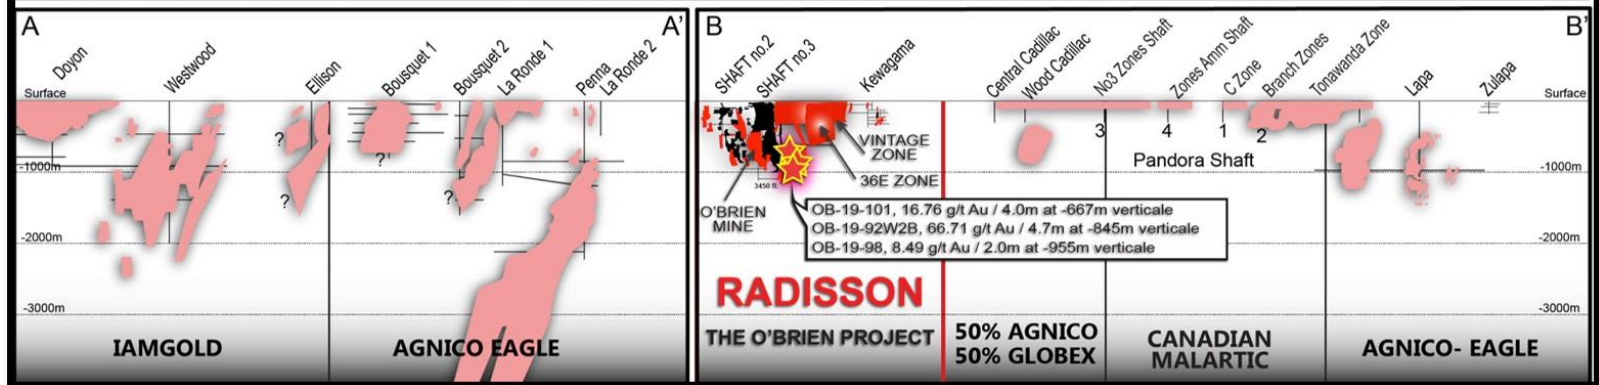 A
A'
Doyon
Westwood
Ellison
Bousquet 1
Bousquet 2
La Ronde 1
Penna
La Ronde 2
Surface
-1000m
-2000m
-3000m
?
?
?
?
IAMGOLD
AGNICO EAGLE
B
B'
SHAFT no.2
SHAFT no.3
Kewagama
Central Cadillac
Wood Cadillac
No3 Zones Shaft
Zones Amm Shaft
C Zone
Branch Zones
Tonawanda Zone
Lapa
Zulapa
Surface
-1000m
-2000m
-3000m
VINTAGE
ZONE
36E ZONE
3450 ft.
O'BRIEN
MINE
3
4
1
2
Pandora Shaft
OB-19-101, 16.76 g/t Au / 4.0m at -667m verticale
OB-19-92W2B, 66.71 g/t Au / 4.7m at -845m verticale
OB-19-98, 8.49 g/t Au / 2.0m at -955m verticale
RADISSON
THE O'BRIEN PROJECT
50% AGNICO
50% GLOBEX
CANADIAN
MALARTIC
AGNICO- EAGLE